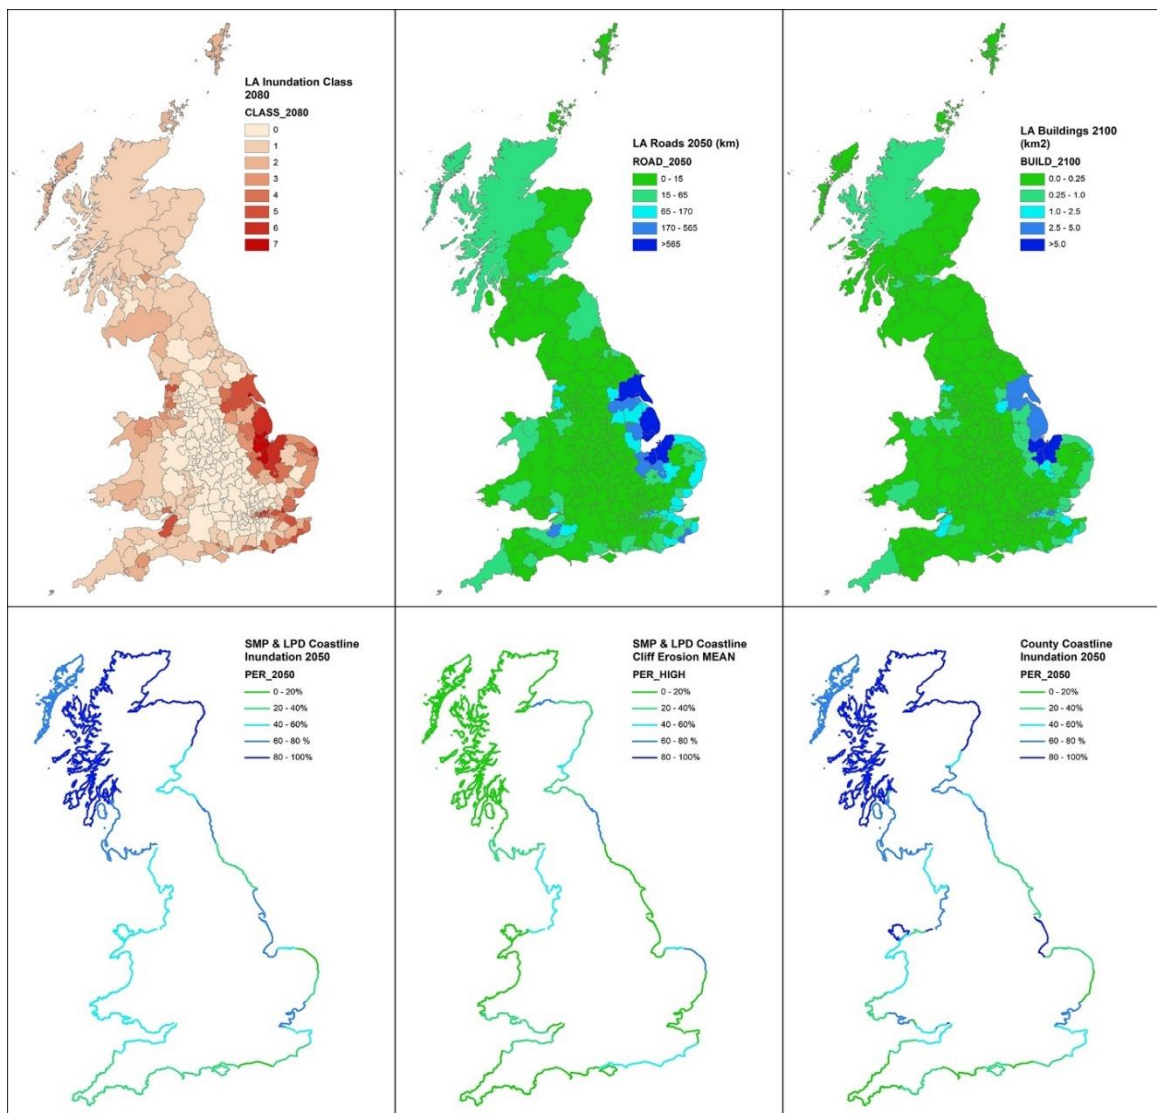 LA Inundation Class
2080
CLASS_2080
0
1
2
3
4
5
6
7
LA Roads 2050 (km)
ROAD_2050
0 - 15
15 - 65
65 - 170
170 - 565
>565
LA Buildings 2100
(km2)
BUILD_2100
0.0 - 0.25
0.25 - 1.0
1.0 - 2.5
2.5 - 5.0
>5.0
SMP & LPD Coastline
Inundation 2050
PER_2050
0 - 20%
20 - 40%
40 - 60%
60 - 80 %
80 - 100%
SMP & LPD Coastline
Cliff Erosion MEAN
PER_HIGH
0 - 20%
20 - 40%
40 - 60%
60 - 80 %
80 - 100%
County Coastline
Inundation 2050
PER_2050
0 - 20%
20 - 40%
40 - 60%
60 - 80 %
80 - 100%